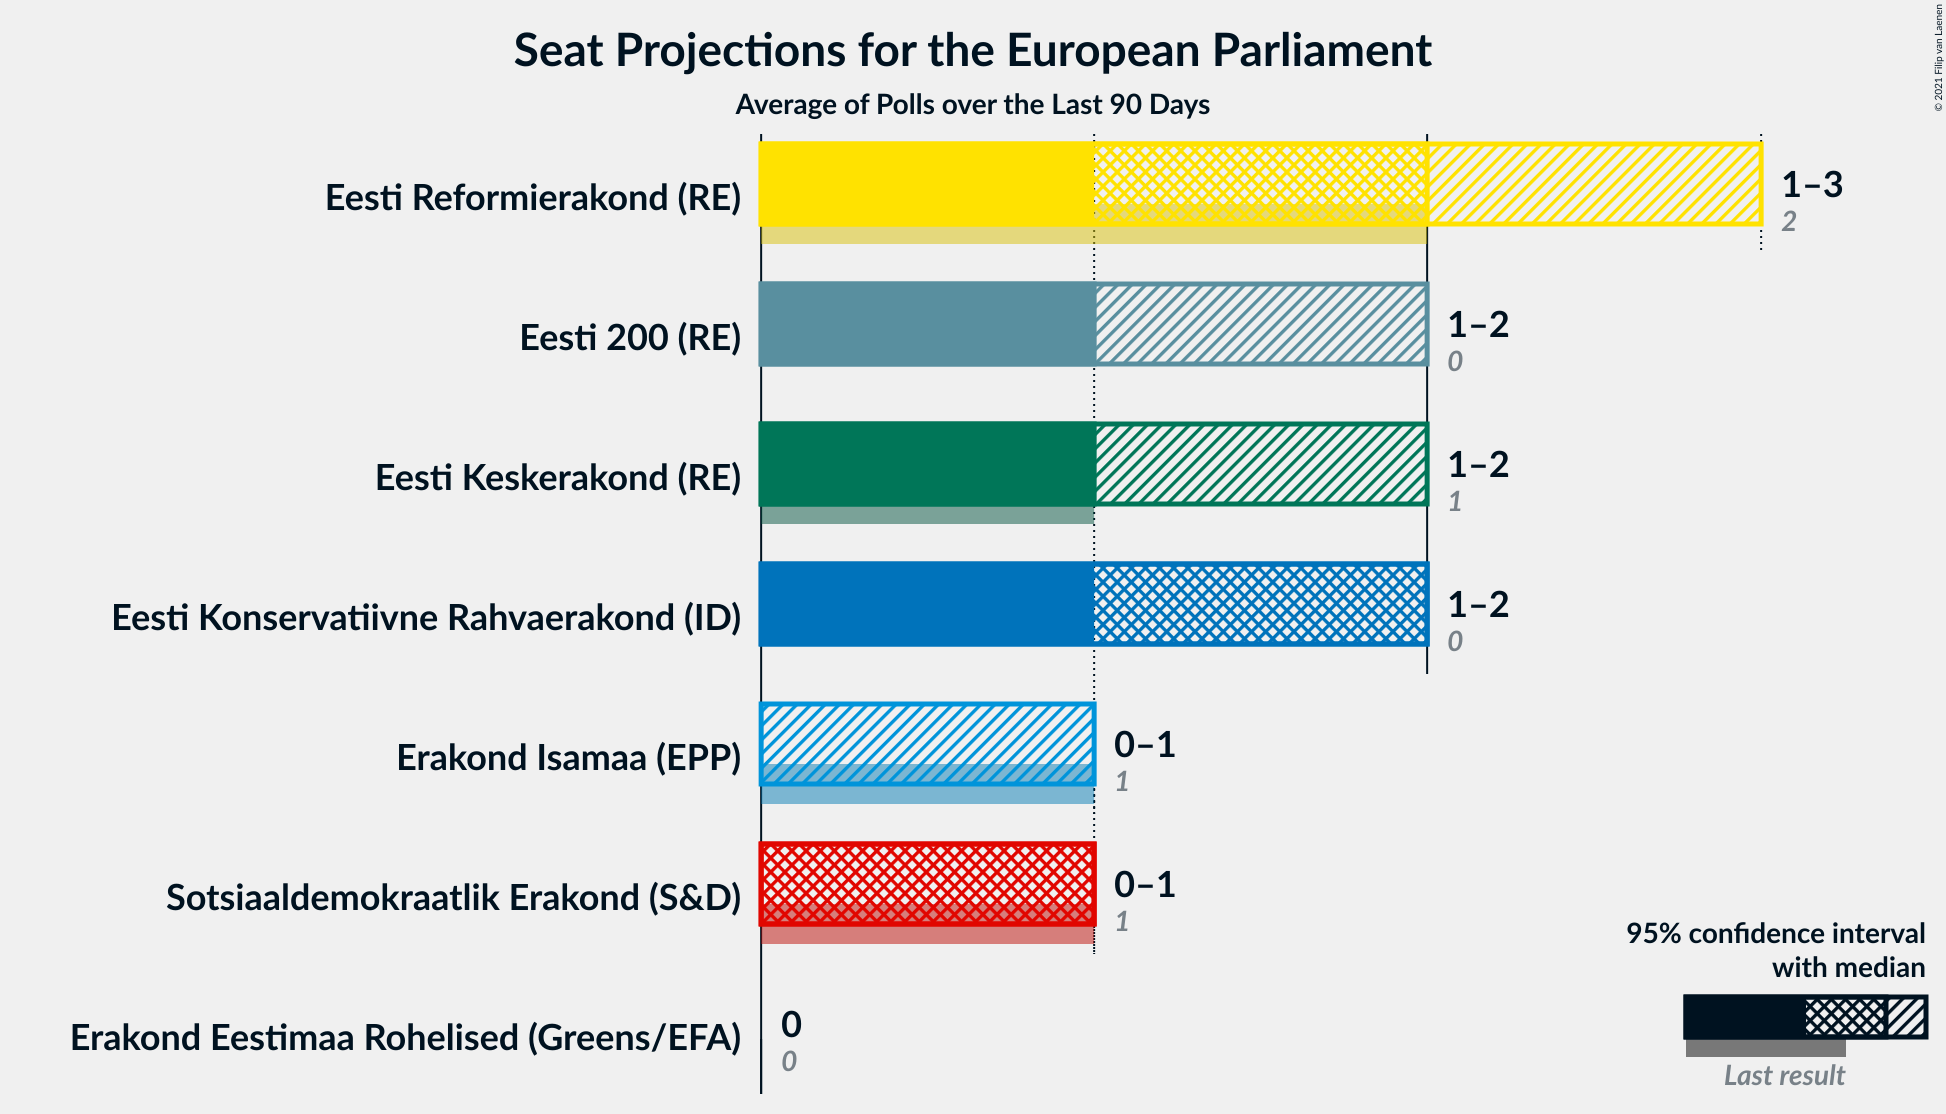 Seat Projections for the European Parliament
Average of Polls over the Last 90 Days
© 2021 Filip van Laenen
Eesti Reformierakond (RE)
1–3
2
Eesti 200 (RE)
1–2
0
Eesti Keskerakond (RE)
1–2
1
Eesti Konservatiivne Rahvaerakond (ID)
1–2
0
Erakond Isamaa (EPP)
0–1
1
Sotsiaaldemokraatlik Erakond (S&D)
0–1
1
Erakond Eestimaa Rohelised (Greens/EFA)
0
0
95% confidence interval
with median
Last result